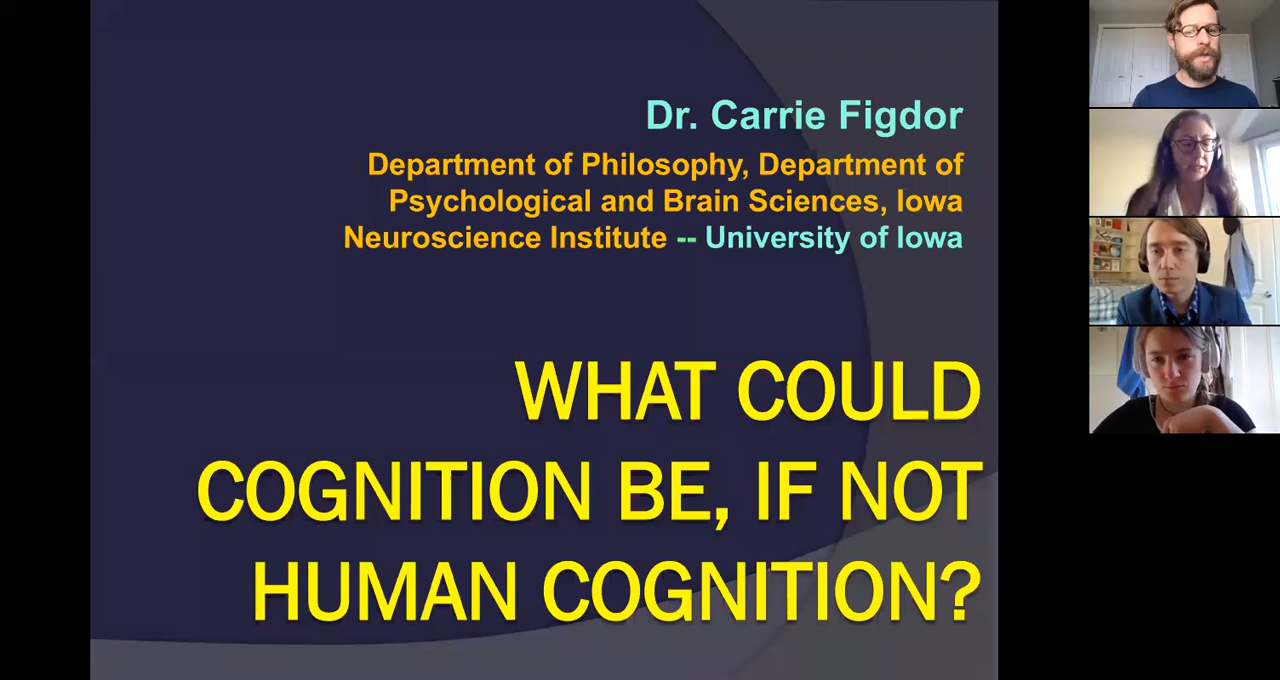 Dr. Carrie Figdor
Department of Philosophy, Department of
Psychological and Brain Sciences, Iowa
Neuroscience Institute -- University of Iowa
WHAT COULD
COGNITION BE, IF NOT
HUMAN COGNITION?